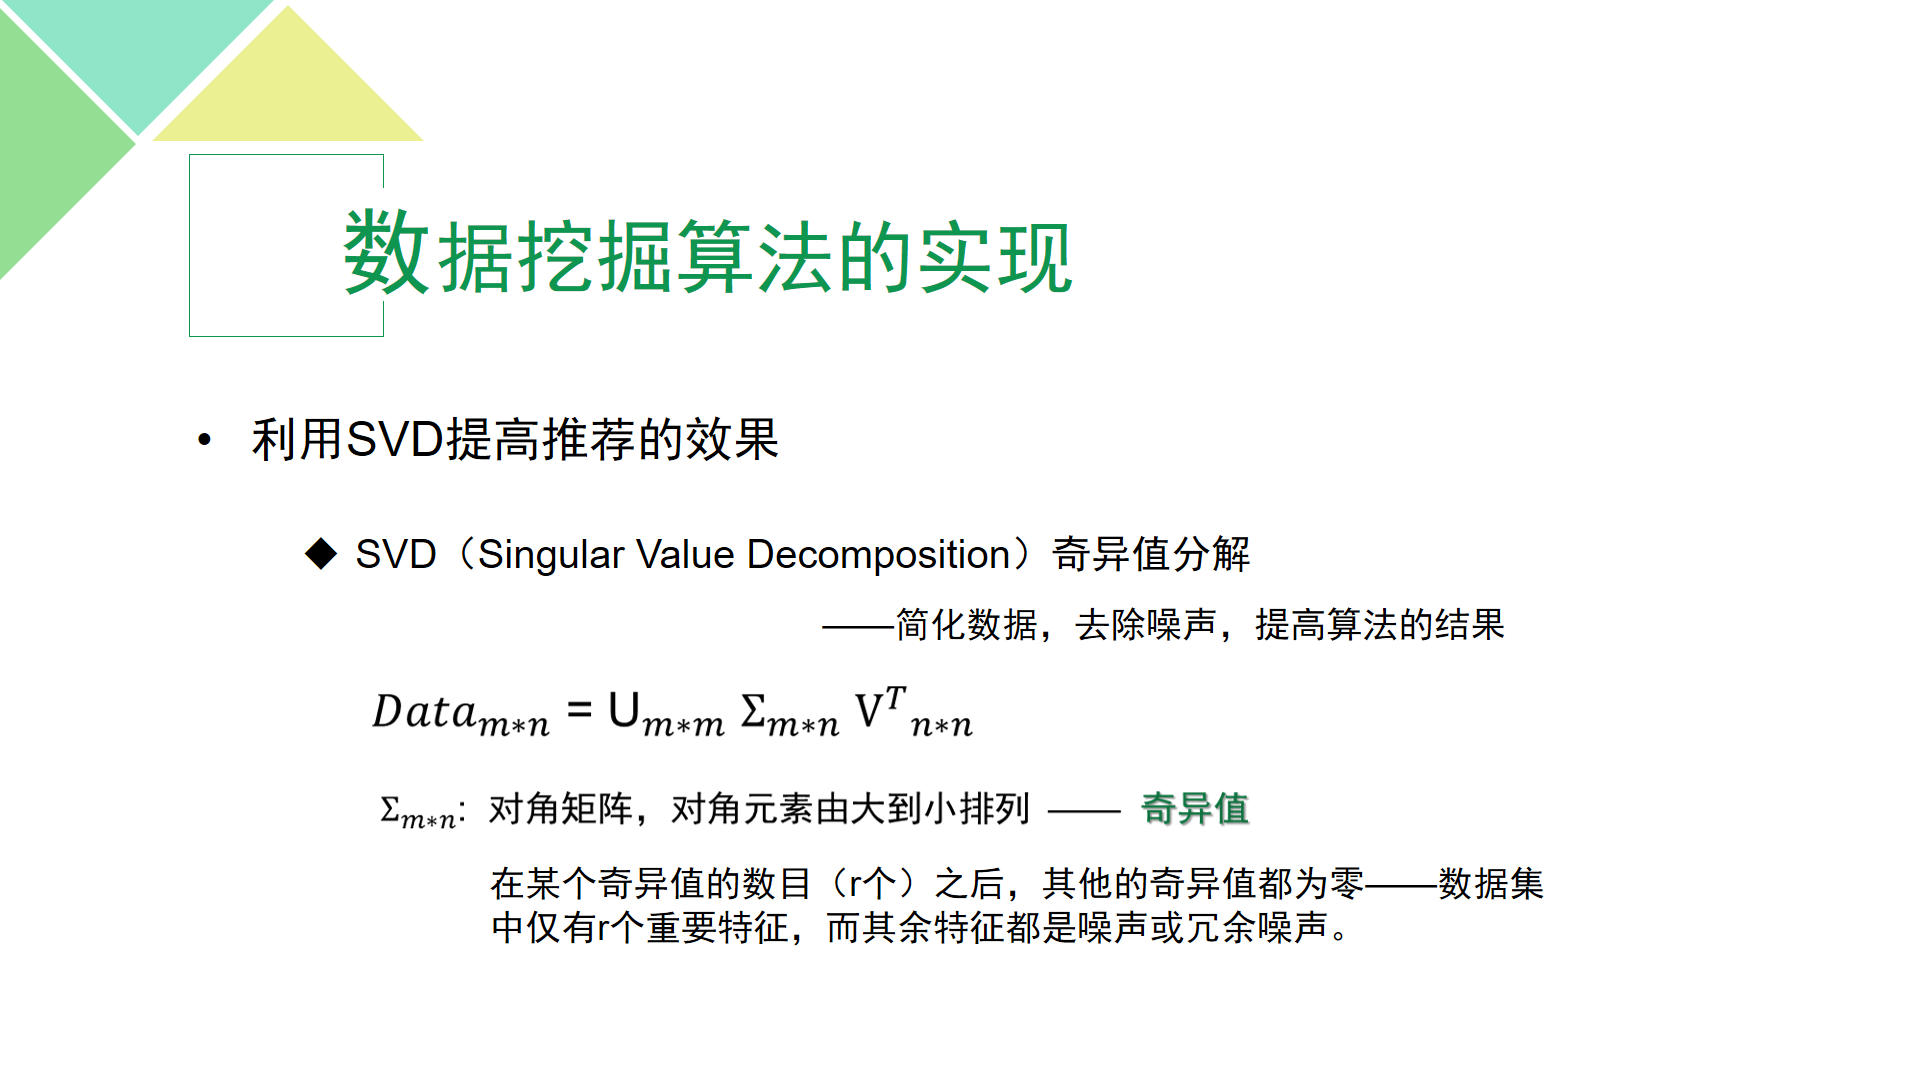 数据挖掘算法的实现
• 利用SVD提高推荐的效果
◆ SVD（Singular Value Decomposition）奇异值分解
——简化数据，去除噪声，提高算法的结果
$Data_{m*n} = U_{m*m} \Sigma_{m*n} V^T{}_{n*n}$
$\Sigma_{m*n}$: 对角矩阵，对角元素由大到小排列 —— 奇异值
在某个奇异值的数目（r个）之后，其他的奇异值都为零——数据集
中仅有r个重要特征，而其余特征都是噪声或冗余噪声。